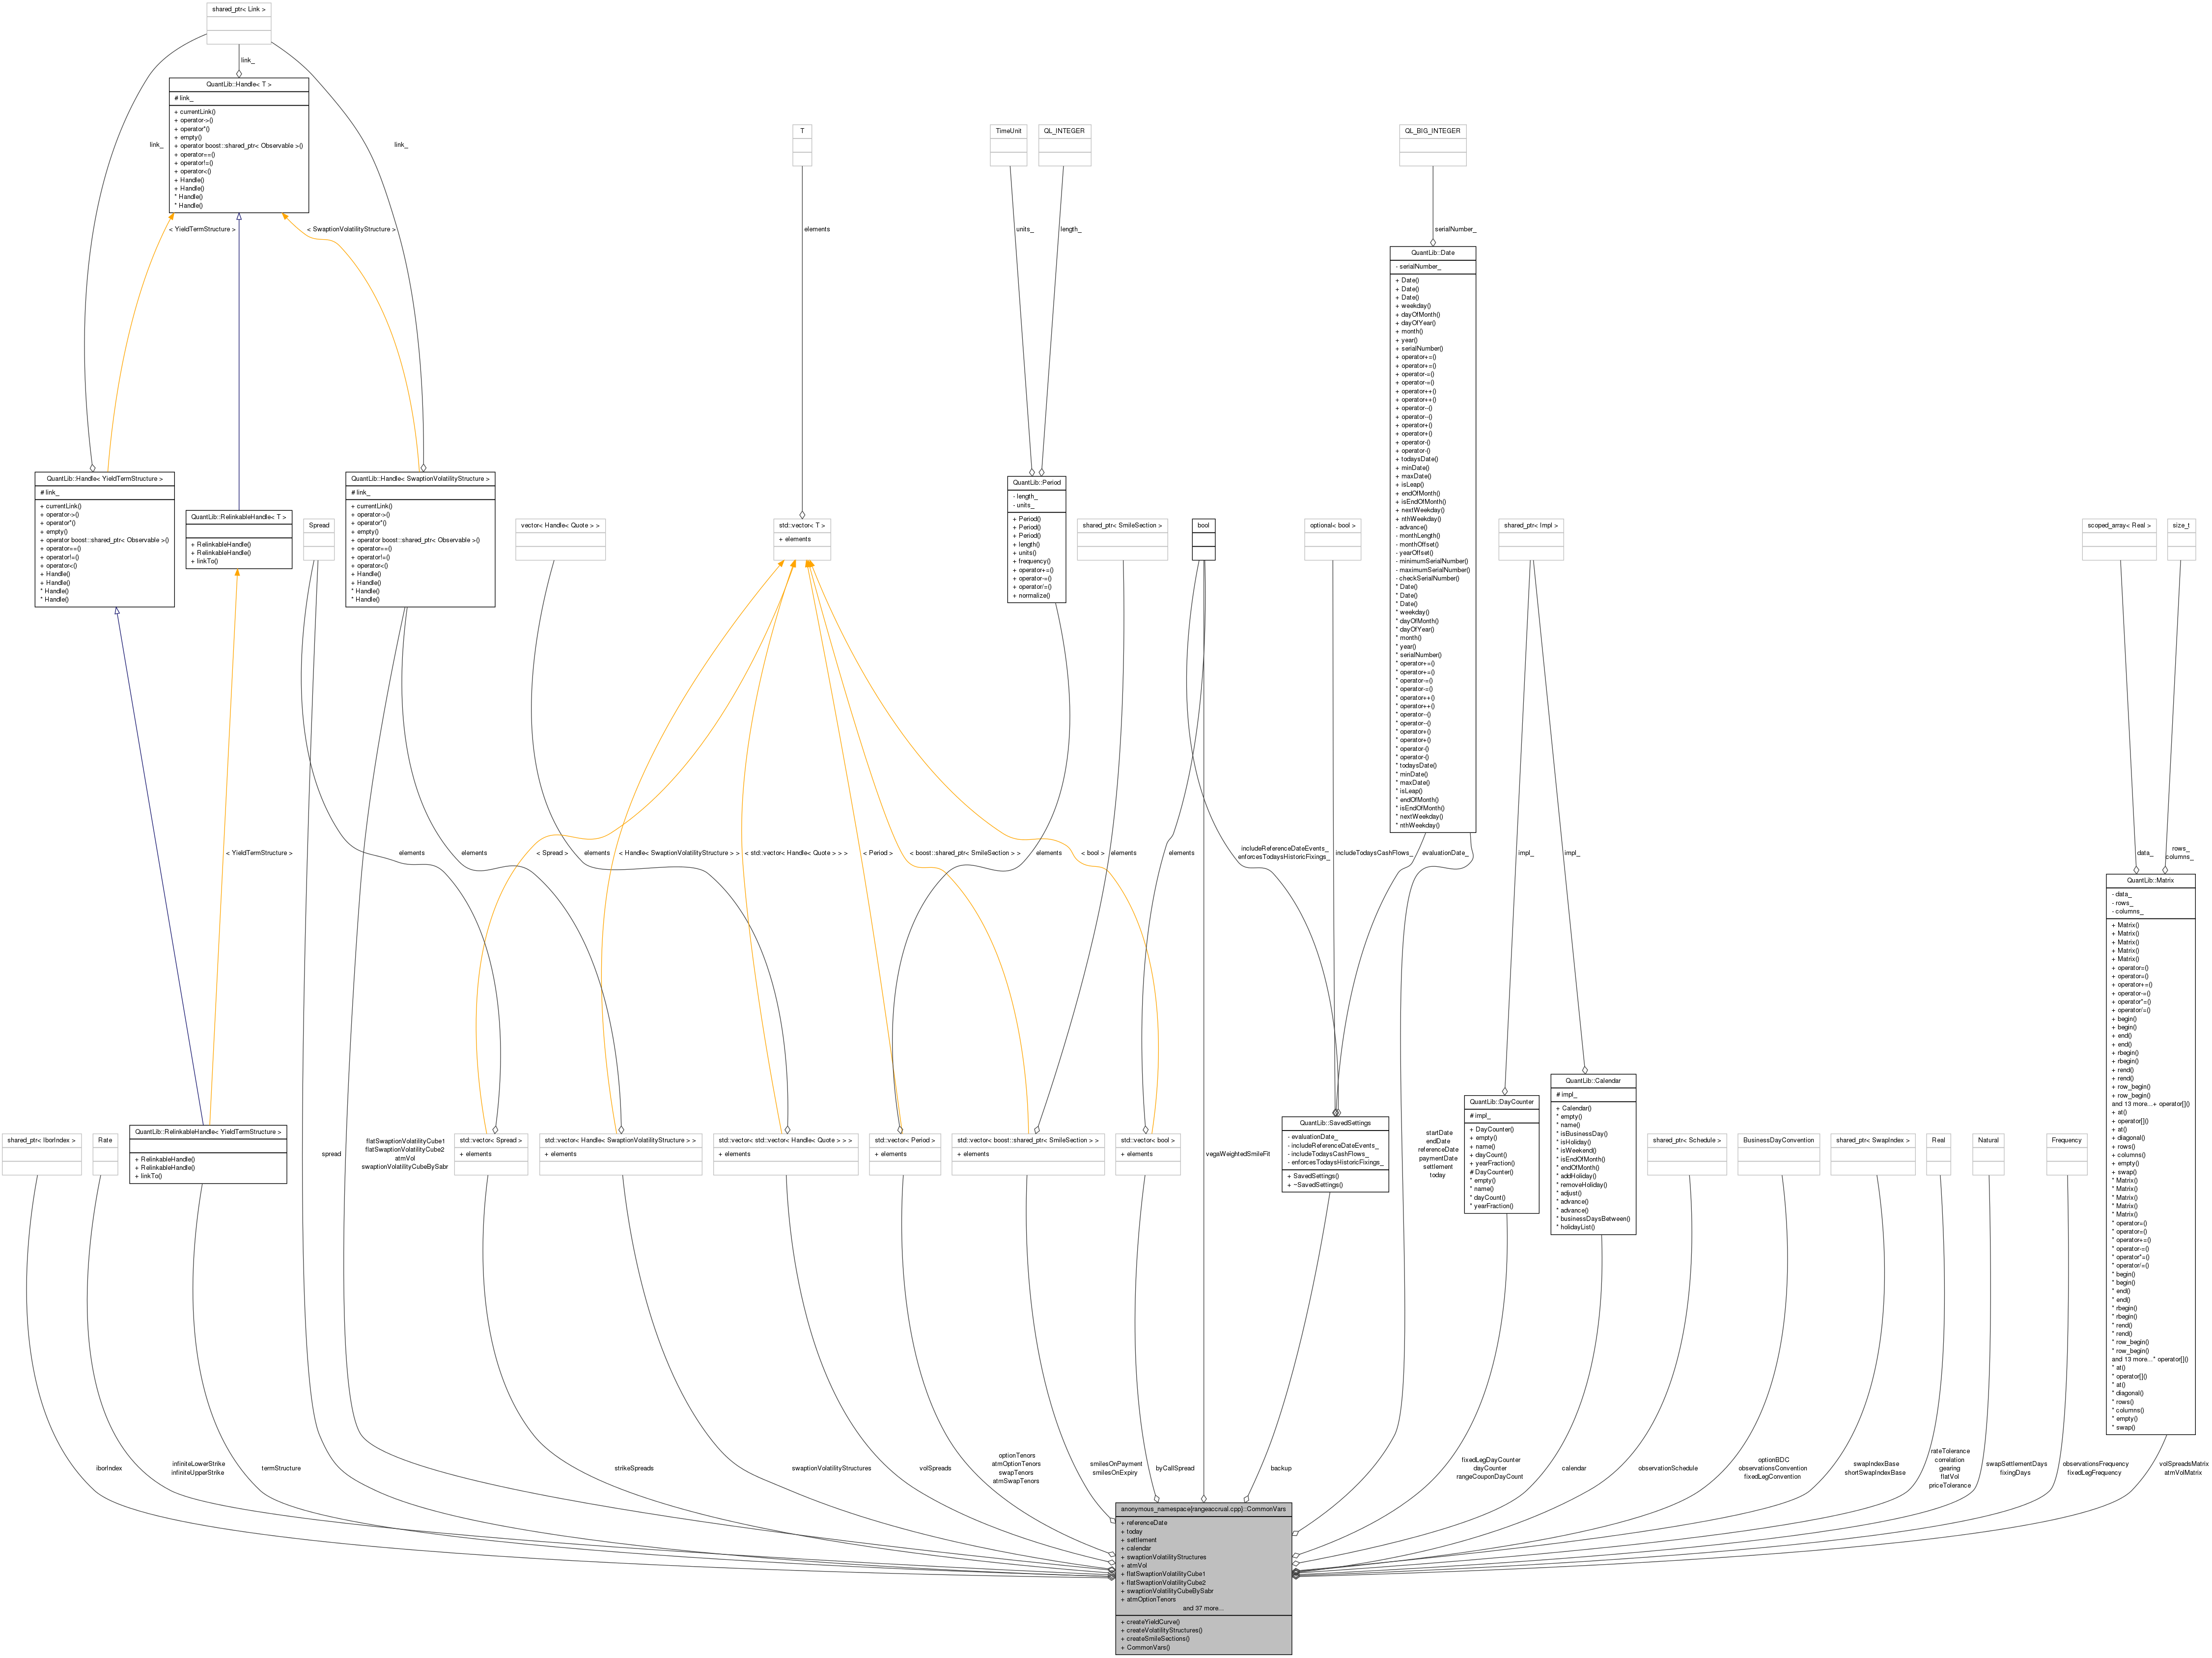 shared_ptr< Link >
link_
QuantLib::Handle< T >
# link_
+ currentLink()
+ operator->()
+ operator*()
+ empty()
+ operator boost::shared_ptr< Observable >()
+ operator==()
+ operator!=()
+ operator<()
+ Handle()
+ Handle()
* Handle()
* Handle()
link_
link_
< YieldTermStructure >
< SwaptionVolatilityStructure >
T
elements
TimeUnit
QL_INTEGER
units_
length_
QL_BIG_INTEGER
serialNumber_
QuantLib::Date
- serialNumber_
+ Date()
+ Date()
+ Date()
+ weekday()
+ dayOfMonth()
+ dayOfYear()
+ month()
+ year()
+ serialNumber()
+ operator+=()
+ operator+=()
+ operator-=()
+ operator-=()
+ operator++()
+ operator++()
+ operator--()
+ operator--()
+ operator+()
+ operator+()
+ operator-()
+ operator-()
+ todaysDate()
+ minDate()
+ maxDate()
+ isLeap()
+ endOfMonth()
+ isEndOfMonth()
+ nextWeekday()
+ nthWeekday()
- advance()
- monthLength()
- monthOffset()
- yearOffset()
- minimumSerialNumber()
- maximumSerialNumber()
- checkSerialNumber()
* Date()
* Date()
* Date()
* weekday()
* dayOfMonth()
* dayOfYear()
* month()
* year()
* serialNumber()
* operator+=()
* operator+=()
* operator-=()
* operator-=()
* operator++()
* operator++()
* operator--()
* operator--()
* operator+()
* operator+()
* operator-()
* operator-()
* todaysDate()
* minDate()
* maxDate()
* isLeap()
* endOfMonth()
* isEndOfMonth()
* nextWeekday()
* nthWeekday()
QuantLib::Handle< YieldTermStructure >
# link_
+ currentLink()
+ operator->()
+ operator*()
+ empty()
+ operator boost::shared_ptr< Observable >()
+ operator==()
+ operator!=()
+ operator<()
+ Handle()
+ Handle()
* Handle()
* Handle()
QuantLib::RelinkableHandle< T >
+ RelinkableHandle()
+ RelinkableHandle()
+ linkTo()
Spread
QuantLib::Handle< SwaptionVolatilityStructure >
# link_
+ currentLink()
+ operator->()
+ operator*()
+ empty()
+ operator boost::shared_ptr< Observable >()
+ operator==()
+ operator!=()
+ operator<()
+ Handle()
+ Handle()
* Handle()
* Handle()
vector< Handle< Quote > >
std::vector< T >
+ elements
QuantLib::Period
- length_
- units_
+ Period()
+ Period()
+ Period()
+ length()
+ units()
+ frequency()
+ operator+=()
+ operator-=()
+ operator/=()
+ normalize()
shared_ptr< SmileSection >
bool
optional< bool >
shared_ptr< Impl >
scoped_array< Real >
size_t
< YieldTermStructure >
elements
elements
< Spread >
elements
< Handle< SwaptionVolatilityStructure > >
< std::vector< Handle< Quote > > >
< Period >
< boost::shared_ptr< SmileSection > >
elements
< bool >
elements
elements
includeReferenceDateEvents_
enforcesTodaysHistoricFixings_
includeTodaysCashFlows_
evaluationDate_
impl_
impl_
data_
rows_
columns_
QuantLib::Matrix
- data_
- rows_
- columns_
+ Matrix()
+ Matrix()
+ Matrix()
+ Matrix()
+ Matrix()
+ operator=()
+ operator=()
+ operator+=()
+ operator-=()
+ operator*=()
+ operator/=()
+ begin()
+ begin()
+ end()
+ end()
+ rbegin()
+ rbegin()
+ rend()
+ rend()
+ row_begin()
+ row_begin()
and 13 more...+ operator[]()
+ at()
+ operator[]()
+ at()
+ diagonal()
+ rows()
+ columns()
+ empty()
+ swap()
* Matrix()
* Matrix()
* Matrix()
* Matrix()
* Matrix()
* operator=()
* operator=()
* operator+=()
* operator-=()
* operator*=()
* operator/=()
* begin()
* begin()
* end()
* end()
* rbegin()
* rbegin()
* rend()
* rend()
* row_begin()
* row_begin()
and 13 more...* operator[]()
* at()
* operator[]()
* at()
* diagonal()
* rows()
* columns()
* empty()
* swap()
shared_ptr< IborIndex >
Rate
QuantLib::RelinkableHandle< YieldTermStructure >
+ RelinkableHandle()
+ RelinkableHandle()
+ linkTo()
spread
flatSwaptionVolatilityCube1
flatSwaptionVolatilityCube2
atmVol
swaptionVolatilityCubeBySabr
std::vector< Spread >
+ elements
std::vector< Handle< SwaptionVolatilityStructure > >
+ elements
std::vector< std::vector< Handle< Quote > > >
+ elements
std::vector< Period >
+ elements
std::vector< boost::shared_ptr< SmileSection > >
+ elements
std::vector< bool >
+ elements
vegaWeightedSmileFit
QuantLib::SavedSettings
- evaluationDate_
- includeReferenceDateEvents_
- includeTodaysCashFlows_
- enforcesTodaysHistoricFixings_
+ SavedSettings()
+ ~SavedSettings()
startDate
endDate
referenceDate
paymentDate
settlement
today
QuantLib::DayCounter
# impl_
+ DayCounter()
+ empty()
+ name()
+ dayCount()
+ yearFraction()
# DayCounter()
* empty()
* name()
* dayCount()
* yearFraction()
QuantLib::Calendar
# impl_
+ Calendar()
* empty()
* name()
* isBusinessDay()
* isHoliday()
* isWeekend()
* isEndOfMonth()
* endOfMonth()
* addHoliday()
* removeHoliday()
* adjust()
* advance()
* advance()
* businessDaysBetween()
* holidayList()
shared_ptr< Schedule >
BusinessDayConvention
shared_ptr< SwapIndex >
Real
Natural
Frequency
iborIndex
infiniteLowerStrike
infiniteUpperStrike
termStructure
strikeSpreads
swaptionVolatilityStructures
volSpreads
optionTenors
atmOptionTenors
swapTenors
atmSwapTenors
smilesOnPayment
smilesOnExpiry
byCallSpread
backup
fixedLegDayCounter
dayCounter
rangeCouponDayCount
calendar
observationSchedule
optionBDC
observationsConvention
fixedLegConvention
swapIndexBase
shortSwapIndexBase
rateTolerance
correlation
gearing
flatVol
priceTolerance
swapSettlementDays
fixingDays
observationsFrequency
fixedLegFrequency
volSpreadsMatrix
atmVolMatrix
anonymous_namespace{rangeaccrual.cpp}::CommonVars
+ referenceDate
+ today
+ settlement
+ calendar
+ swaptionVolatilityStructures
+ atmVol
+ flatSwaptionVolatilityCube1
+ flatSwaptionVolatilityCube2
+ swaptionVolatilityCubeBySabr
+ atmOptionTenors
and 37 more...
+ createYieldCurve()
+ createVolatilityStructures()
+ createSmileSections()
+ CommonVars()